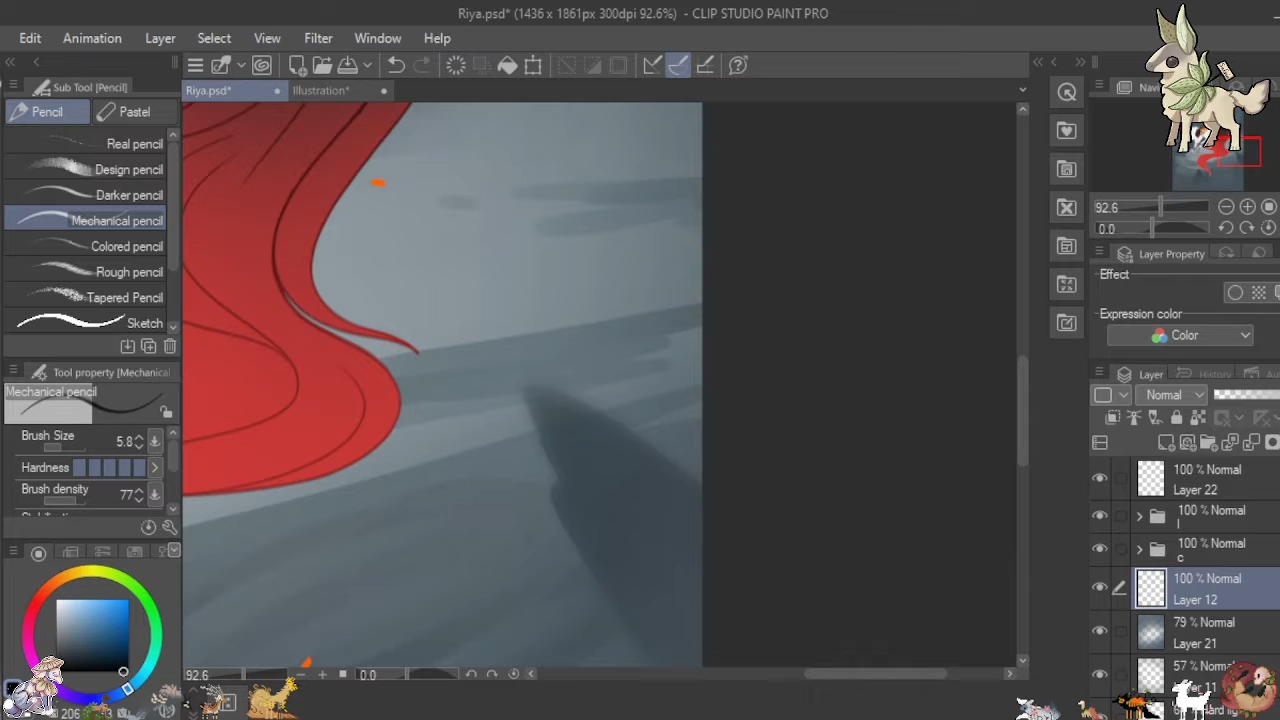 Riya.psd* (1436 x 1861px 300dpi 92.6%) - CLIP STUDIO PAINT PRO
Edit Animation Layer Select View Filter Window Help
Sub Tool [Pencil]
Riya.psd* Illustration*
Pencil Pastel
Real pencil
Design pencil
Darker pencil
Mechanical pencil
Colored pencil
Rough pencil
Tapered Pencil
Sketch
Tool property [Mechanical
Mechanical pencil
Brush Size 5.8
Hardness
Brush density 77
92.6 0.0
206
92.6
0.0
Layer Property
Effect
Expression color
Color
Layer History Au
Normal
100 % Normal
Layer 22
100 % Normal
l
100 % Normal
c
100 % Normal
Layer 12
79 % Normal
Layer 21
57 % Norma